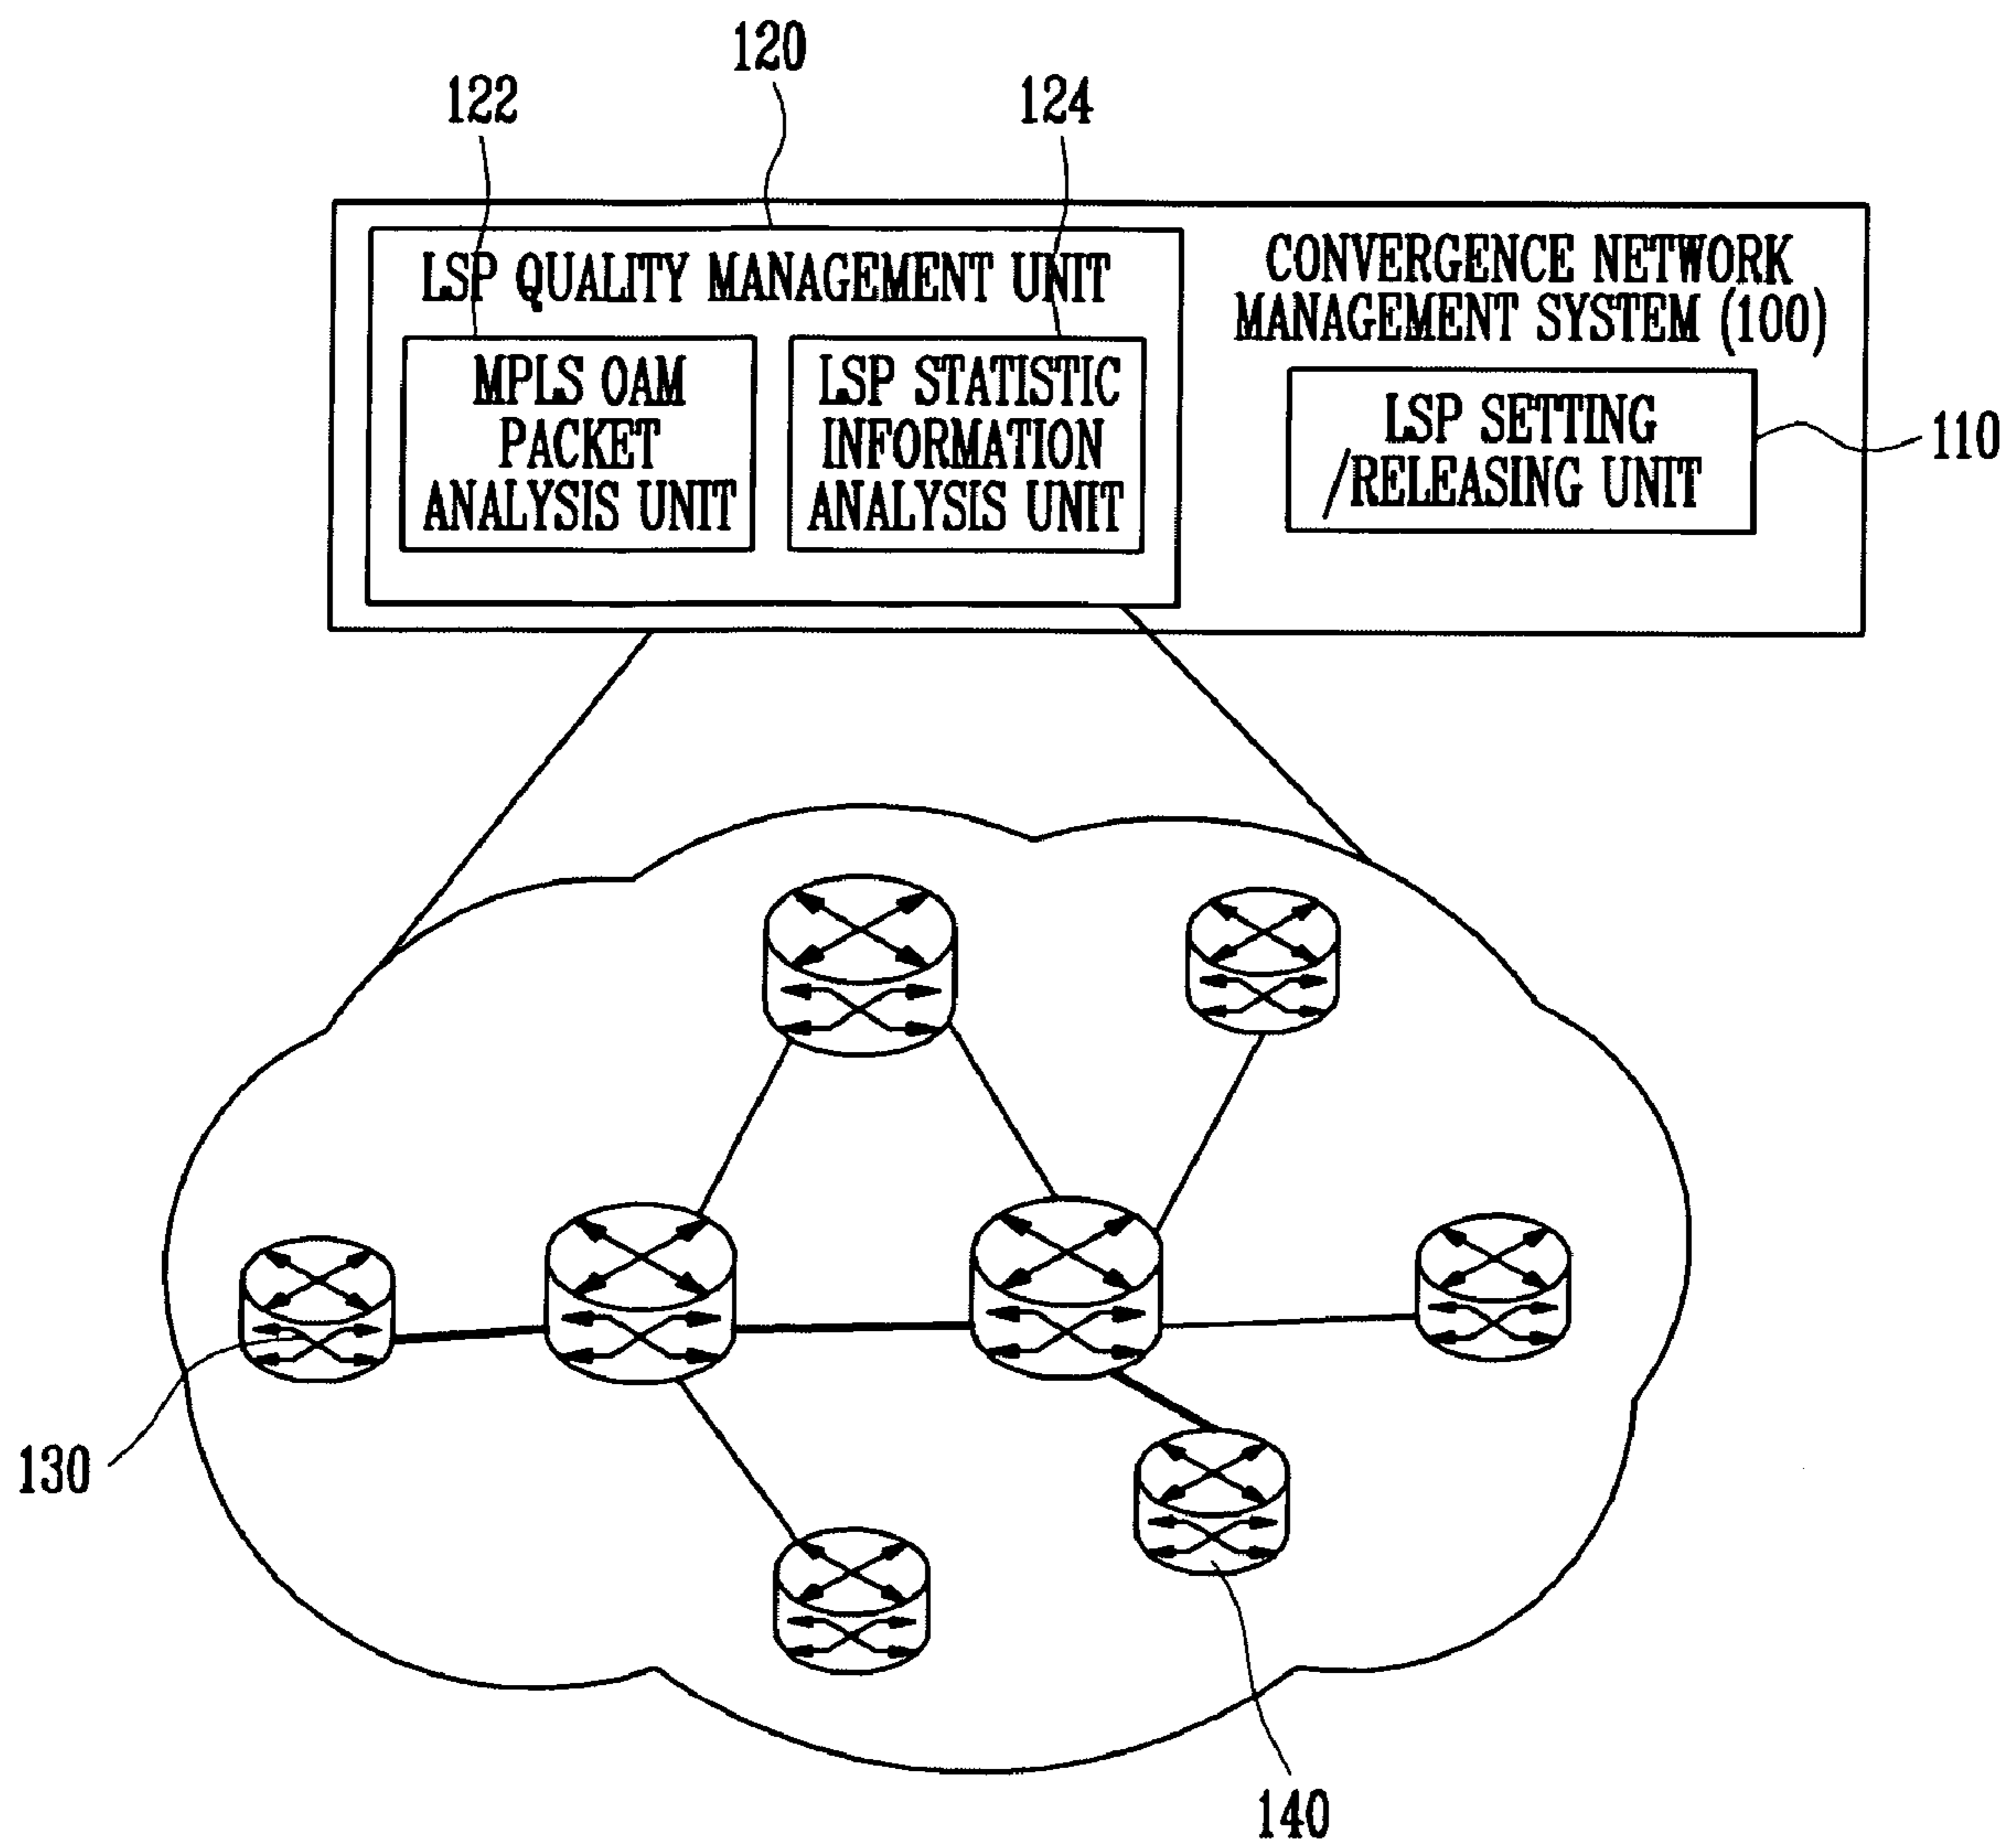 120
122
124
LSP QUALITY MANAGEMENT UNIT
MPLS OAM
PACKET
ANALYSIS UNIT
LSP STATISTIC
INFORMATION
ANALYSIS UNIT
CONVERGENCE NETWORK
MANAGEMENT SYSTEM (100)
LSP SETTING
/RELEASING UNIT
110
130
140